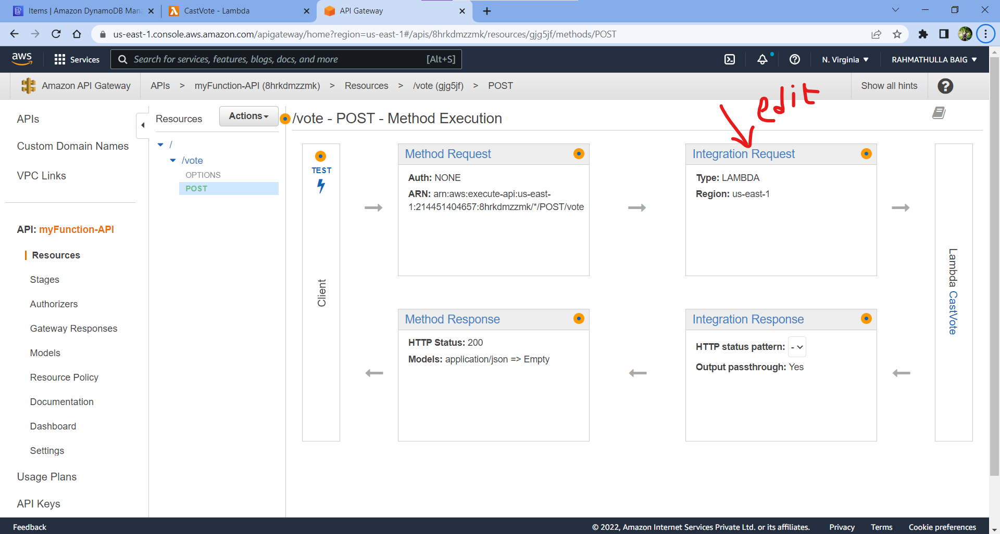 Items | Amazon DynamoDB Mana
CastVote - Lambda
API Gateway
us-east-1.console.aws.amazon.com/apigateway/home?region=us-east-1#/apis/8hrkdmzzmk/resources/gjg5jf/methods/POST
aws
Services
Search for services, features, blogs, docs, and more
[Alt+S]
N. Virginia
RAHMATHULLA BAIG
Amazon API Gateway
APIs > myFunction-API (8hrkdmzzmk) > Resources > /vote (gjg5jf) > POST
Show all hints
edit
APIs
Custom Domain Names
VPC Links
API: myFunction-API
Resources
Stages
Authorizers
Gateway Responses
Models
Resource Policy
Documentation
Dashboard
Settings
Usage Plans
API Keys
Resources
Actions
/
/vote
OPTIONS
POST
/vote - POST - Method Execution
TEST
Client
Method Request
Auth: NONE
ARN: arn:aws:execute-api:us-east-
1:214451404657:8hrkdmzzmk/*/POST/vote
Integration Request
Type: LAMBDA
Region: us-east-1
Lambda CastVote
Method Response
HTTP Status: 200
Models: application/json => Empty
Integration Response
HTTP status pattern: -
Output passthrough: Yes
Feedback
© 2022, Amazon Internet Services Private Ltd. or its affiliates.
Privacy
Terms
Cookie preferences